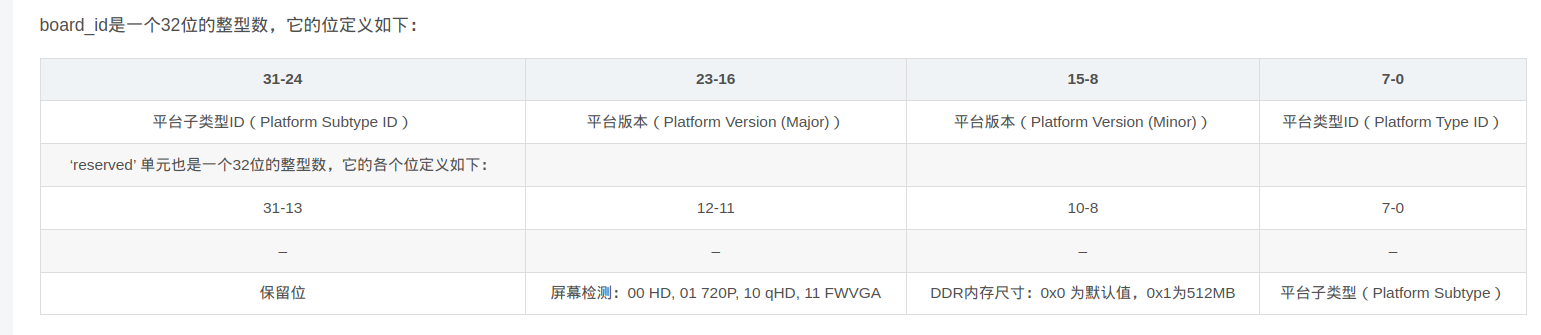 board_id是一个32位的整型数，它的位定义如下：
31-24 23-16 15-8 7-0
平台子类型ID（Platform Subtype ID） 平台版本（Platform Version (Major)） 平台版本（Platform Version (Minor)） 平台类型ID（Platform Type ID）
‘reserved’ 单元也是一个32位的整型数，它的各个位定义如下：
31-13 12-11 10-8 7-0
– – – –
保留位 屏幕检测：00 HD, 01 720P, 10 qHD, 11 FWVGA DDR内存尺寸：0x0 为默认值，0x1为512MB 平台子类型（Platform Subtype）